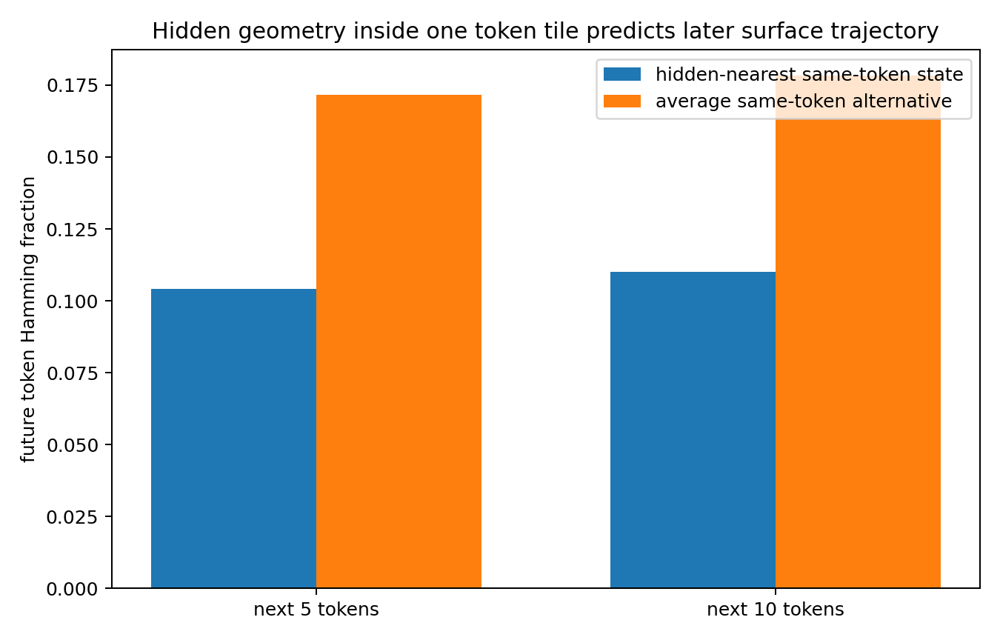 Hidden geometry inside one token tile predicts later surface trajectory
hidden-nearest same-token state
average same-token alternative
future token Hamming fraction
0.175
0.150
0.125
0.100
0.075
0.050
0.025
0.000
next 5 tokens
next 10 tokens